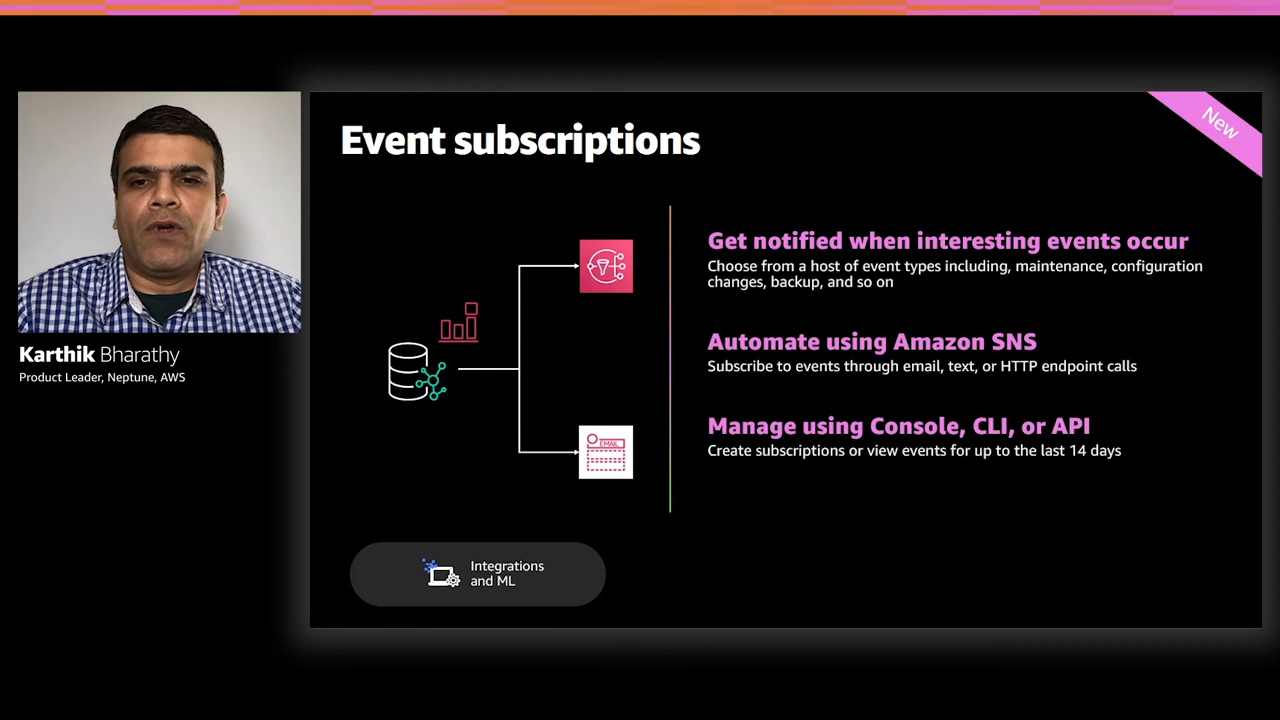 Event subscriptions
New
Get notified when interesting events occur
Choose from a host of event types including, maintenance, configuration
changes, backup, and so on
Automate using Amazon SNS
Subscribe to events through email, text, or HTTP endpoint calls
Manage using Console, CLI, or API
Create subscriptions or view events for up to the last 14 days
EMAIL
Integrations
and ML
Karthik Bharathy
Product Leader, Neptune, AWS